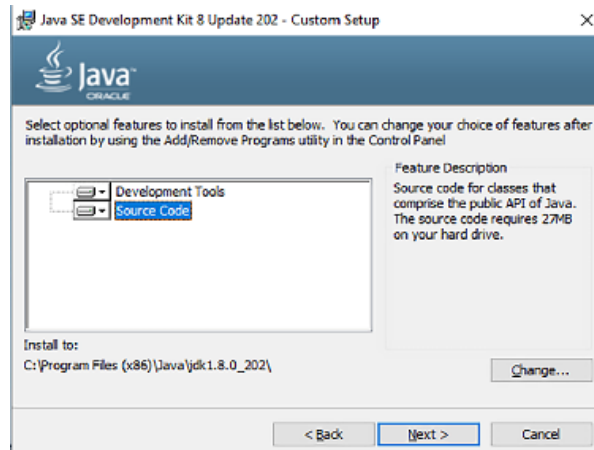 Java SE Development Kit 8 Update 202 - Custom Setup
Java
ORACLE
Select optional features to install from the list below. You can change your choice of features after
installation by using the Add/Remove Programs utility in the Control Panel
Development Tools
Source Code
Feature Description
Source code for classes that
comprise the public API of Java.
The source code requires 27MB
on your hard drive.
Install to:
C:\Program Files (x86)\Java\jdk1.8.0_202\
Change...
< Back
Next >
Cancel